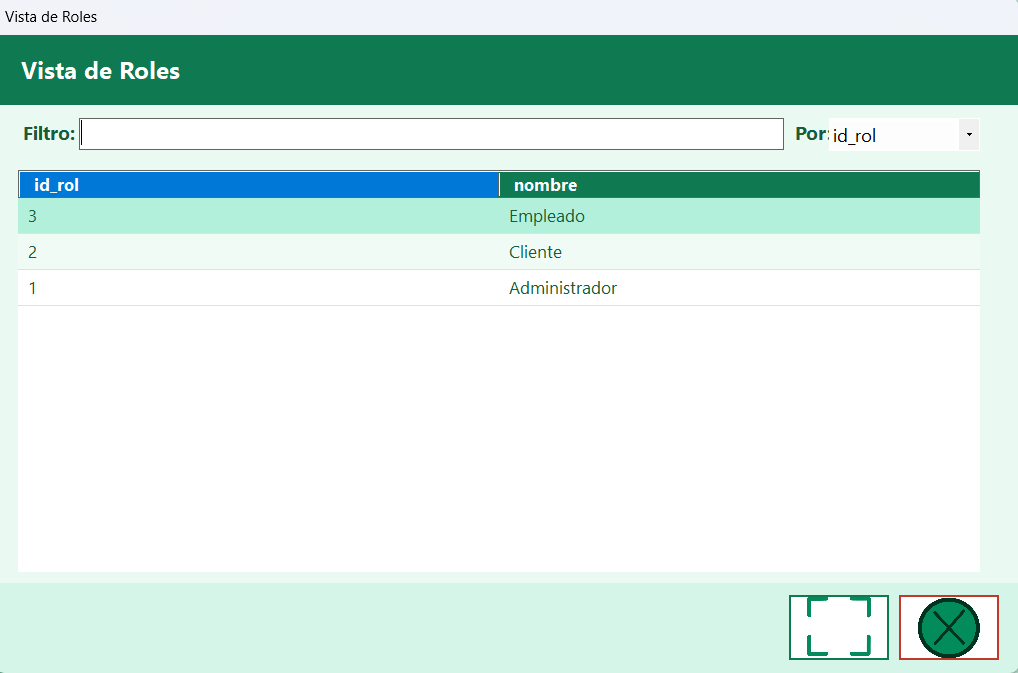 Vista de Roles
Vista de Roles
Filtro: Por: id_rol
id_rol nombre
3 Empleado
2 Cliente
1 Administrador